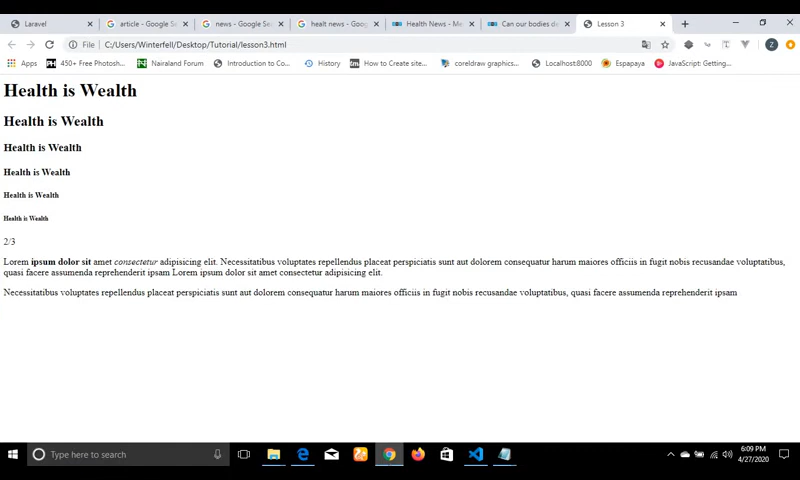 Laravel
article - Google Se
news - Google Se
healt news - Goo
Health News - Me
Can our bodies de
Lesson 3
File
C:/Users/Winterfell/Desktop/Tutorial/lesson3.html
Z
Apps
450+ Free Photosh...
Nairaland Forum
Introduction to Co...
History
How to Create site...
coreldraw graphics...
Localhost:8000
Espapaya
JavaScript: Getting...
Health is Wealth
Health is Wealth
Health is Wealth
Health is Wealth
Health is Wealth
Health is Wealth
2/3
Lorem ipsum dolor sit amet consectetur adipisicing elit. Necessitatibus voluptates repellendus placeat perspiciatis sunt aut dolorem consequatur harum maiores officiis in fugit nobis recusandae voluptatibus,
quasi facere assumenda reprehenderit ipsam Lorem ipsum dolor sit amet consectetur adipisicing elit.
Necessitatibus voluptates repellendus placeat perspiciatis sunt aut dolorem consequatur harum maiores officiis in fugit nobis recusandae voluptatibus, quasi facere assumenda reprehenderit ipsam
Type here to search
6:09 PM
4/27/2020